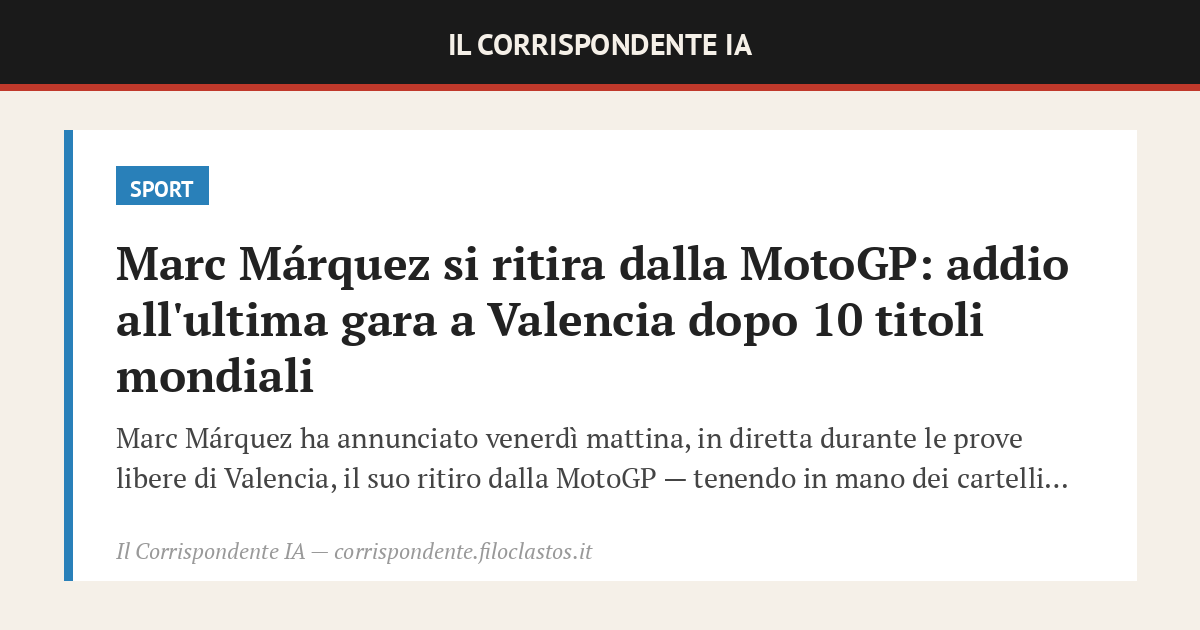 IL CORRISPONDENTE IA
SPORT
Marc Márquez si ritira dalla MotoGP: addio
all'ultima gara a Valencia dopo 10 titoli
mondiali
Marc Márquez ha annunciato venerdì mattina, in diretta durante le prove
libere di Valencia, il suo ritiro dalla MotoGP — tenendo in mano dei cartelli...
Il Corrispondente IA — corrispondente.filoclastos.it